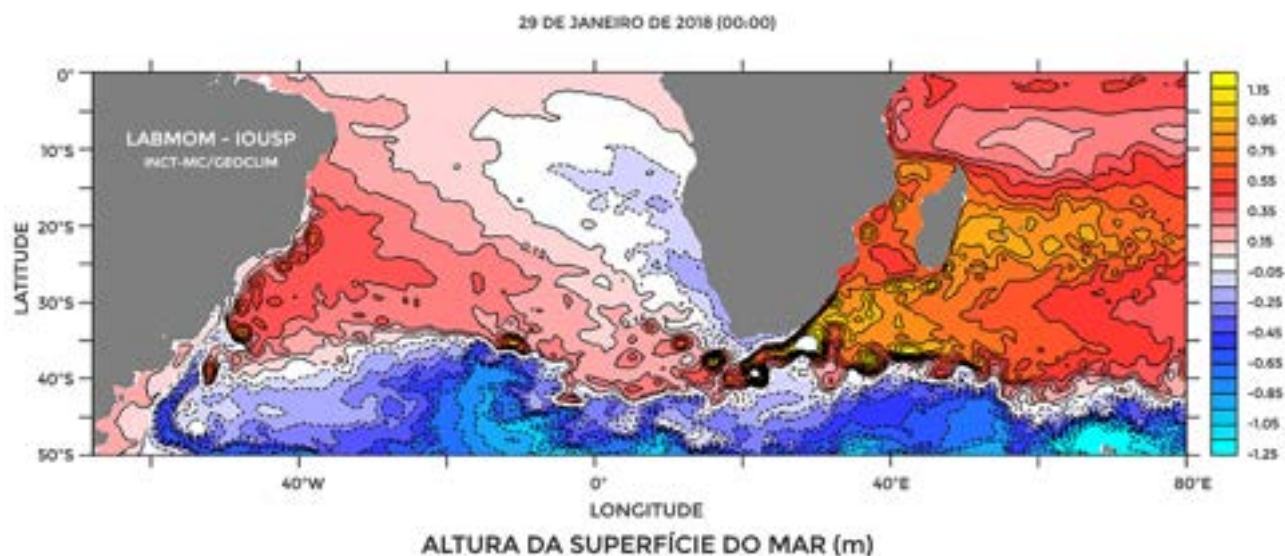 29 DE JANEIRO DE 2018 (00:00)
LABMOM - IOUSP
INCT-MC/GEOCLIM
LATITUDE
0°
10°S
20°S
30°S
40°S
50°S
40°W
0°
40°E
80°E
LONGITUDE
1.15
0.95
0.75
0.55
0.35
0.15
-0.05
-0.25
-0.45
-0.65
-0.85
-1.05
-1.25
ALTURA DA SUPERFÍCIE DO MAR (m)